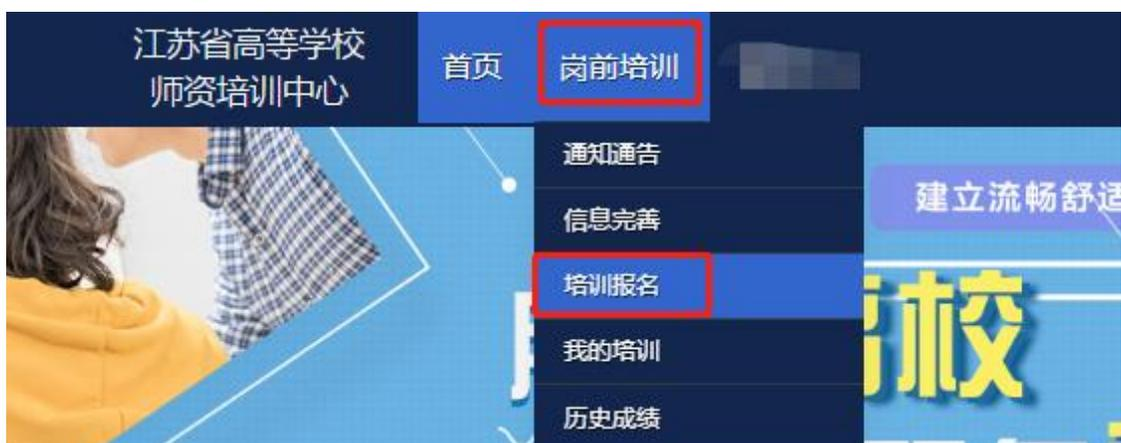 江苏省高等学校
师资培训中心
首页
岗前培训
通知通告
信息完善
培训报名
我的培训
历史成绩
建立流畅舒适
高校